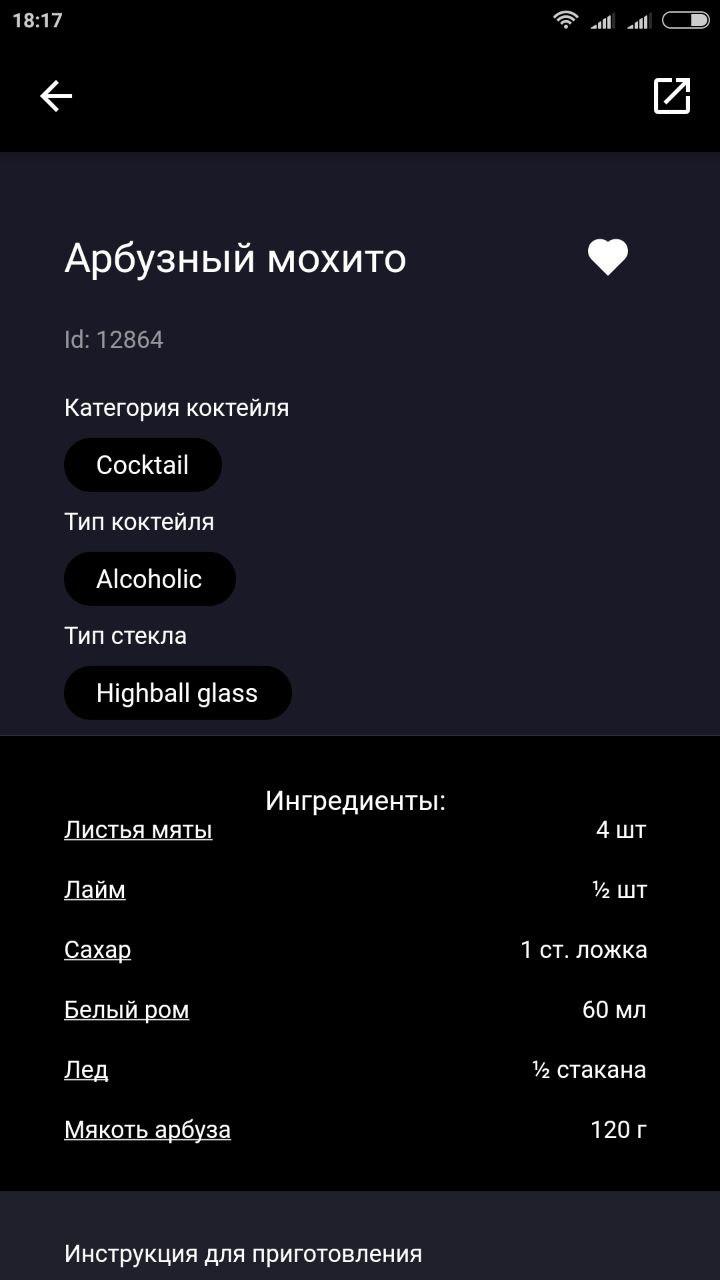 18:17
Арбузный мохито
Id: 12864
Категория коктейля
Cocktail
Тип коктейля
Alcoholic
Тип стекла
Highball glass
Ингредиенты:
Листья мяты 4 шт
Лайм ½ шт
Сахар 1 ст. ложка
Белый ром 60 мл
Лед ½ стакана
Мякоть арбуза 120 г
Инструкция для приготовления